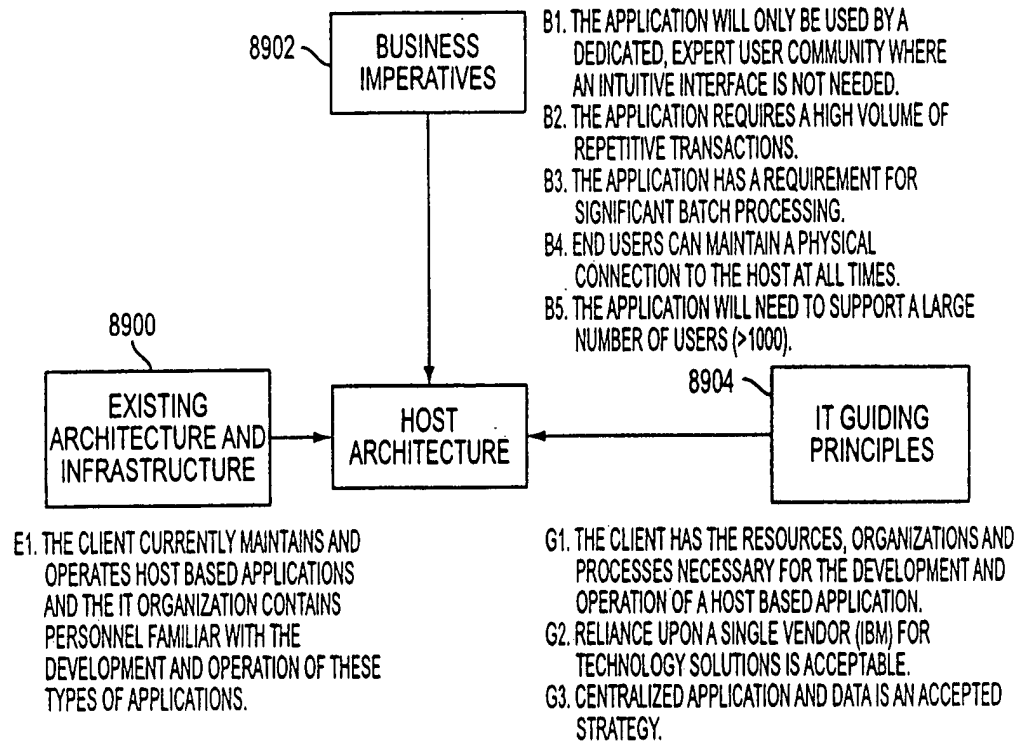 8902
BUSINESS
IMPERATIVES
B1. THE APPLICATION WILL ONLY BE USED BY A
DEDICATED, EXPERT USER COMMUNITY WHERE
AN INTUITIVE INTERFACE IS NOT NEEDED.
B2. THE APPLICATION REQUIRES A HIGH VOLUME OF
REPETITIVE TRANSACTIONS.
B3. THE APPLICATION HAS A REQUIREMENT FOR
SIGNIFICANT BATCH PROCESSING.
B4. END USERS CAN MAINTAIN A PHYSICAL
CONNECTION TO THE HOST AT ALL TIMES.
B5. THE APPLICATION WILL NEED TO SUPPORT A LARGE
NUMBER OF USERS (>1000).
8900
EXISTING
ARCHITECTURE AND
INFRASTRUCTURE
HOST
ARCHITECTURE
8904
IT GUIDING
PRINCIPLES
E1. THE CLIENT CURRENTLY MAINTAINS AND
OPERATES HOST BASED APPLICATIONS
AND THE IT ORGANIZATION CONTAINS
PERSONNEL FAMILIAR WITH THE
DEVELOPMENT AND OPERATION OF THESE
TYPES OF APPLICATIONS.
G1. THE CLIENT HAS THE RESOURCES, ORGANIZATIONS AND
PROCESSES NECESSARY FOR THE DEVELOPMENT AND
OPERATION OF A HOST BASED APPLICATION.
G2. RELIANCE UPON A SINGLE VENDOR (IBM) FOR
TECHNOLOGY SOLUTIONS IS ACCEPTABLE.
G3. CENTRALIZED APPLICATION AND DATA IS AN ACCEPTED
STRATEGY.